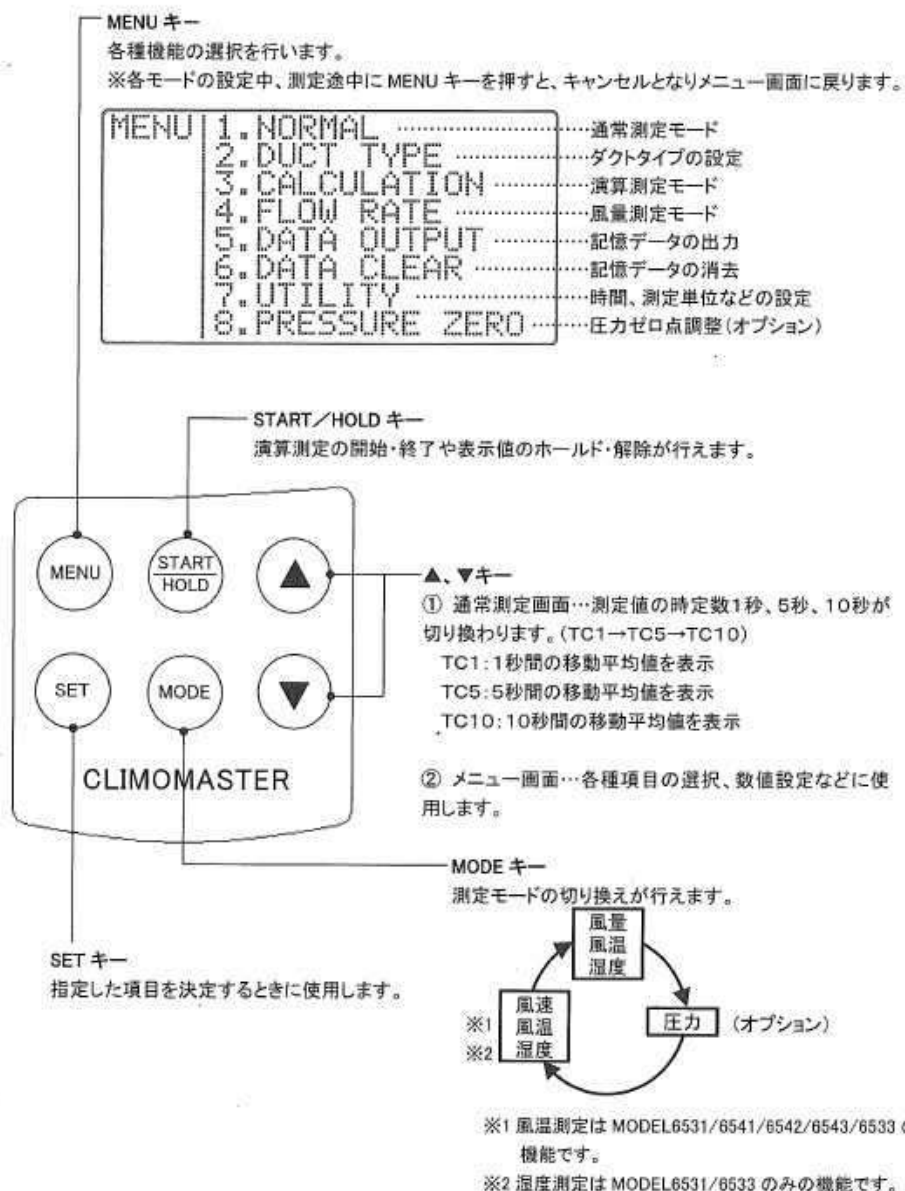 MENU キー
各種機能の選択を行います。
※各モードの設定中、測定途中に MENU キーを押すと、キャンセルとなりメニュー画面に戻ります。
MENU
1.NORMAL ………通常測定モード
2.DUCT TYPE ………ダクトタイプの設定
3.CALCULATION ………演算測定モード
4.FLOW RATE ………風量測定モード
5.DATA OUTPUT ………記憶データの出力
6.DATA CLEAR ………記憶データの消去
7.UTILITY ………時間、測定単位などの設定
8.PRESSURE ZERO ………圧力ゼロ点調整(オプション)
START/HOLD キー
演算測定の開始・終了や表示値のホールド・解除が行えます。
MENU
START
HOLD
▲
SET
MODE
▼
CLIMOMASTER
▲、▼キー
① 通常測定画面…測定値の時定数1秒、5秒、10秒が
切り換わります。(TC1→TC5→TC10)
TC1:1秒間の移動平均値を表示
TC5:5秒間の移動平均値を表示
TC10:10秒間の移動平均値を表示
② メニュー画面…各種項目の選択、数値設定などに使
用します。
MODE キー
測定モードの切り換えが行えます。
風量
風温
湿度
圧力 (オプション)
風速
※1 風温
※2 湿度
SET キー
指定した項目を決定するときに使用します。
※1 風温測定は MODEL6531/6541/6542/6543/6533
機能です。
※2 湿度測定は MODEL6531/6533 のみの機能です。